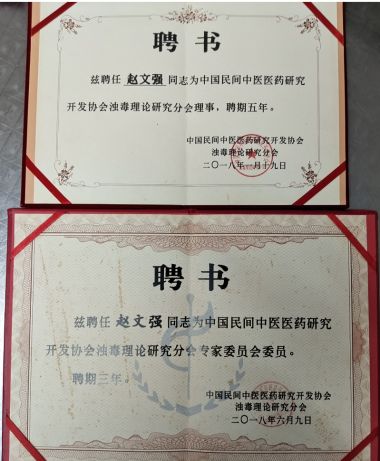 聘书
兹聘任 赵文强 同志为中国民间中医医药研究
开发协会浊毒理论研究分会理事，聘期五年。
中国民间中医医药研究开发协会
浊毒理论研究分会
二〇一八年一月十九日
聘书
兹聘任 赵文强 同志为中国民间中医医药研究
开发协会浊毒理论研究分会专家委员会委员。
聘期三年。
中国民间中医医药研究开发协会
浊毒理论研究分会
二〇一八年六月九日